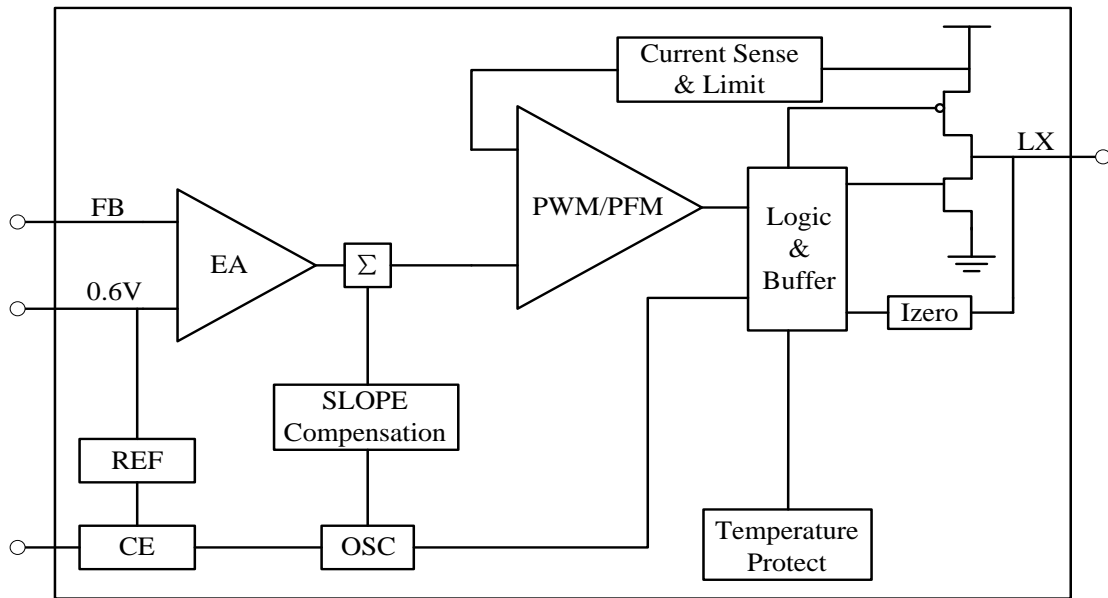 Current Sense
& Limit
LX
FB
PWM/PFM
Logic
&
Buffer
EA
Σ
0.6V
Izero
SLOPE
Compensation
REF
CE
OSC
Temperature
Protect